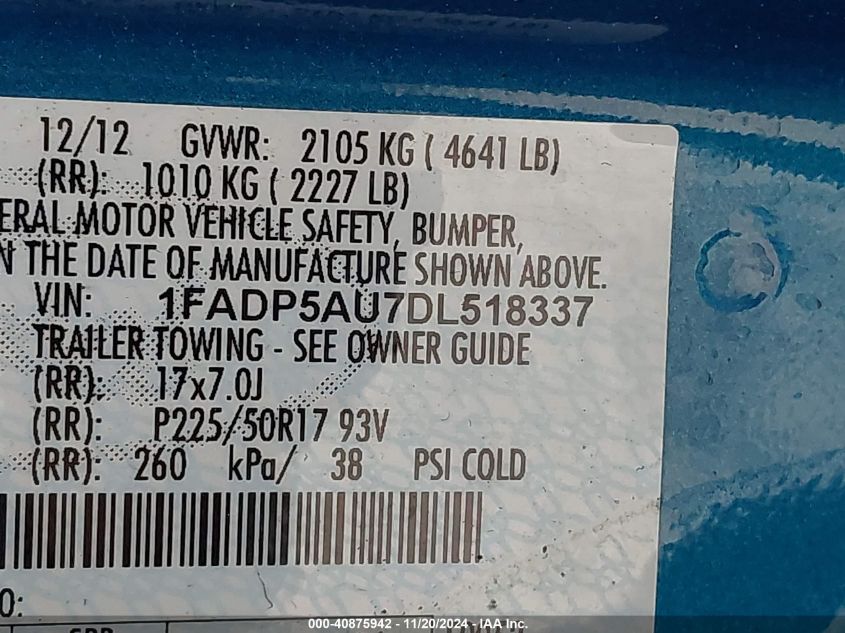 12/12 GVWR: 2105 KG ( 4641 LB)
(RR): 1010 KG ( 2227 LB)
ERAL MOTOR VEHICLE SAFETY, BUMPER,
N THE DATE OF MANUFACTURE SHOWN ABOVE.
VIN: 1FADP5AU7DL518337
TRAILER TOWING - SEE OWNER GUIDE
(RR): 17x7.0J
(RR): P225/50R17 93V
(RR): 260 kPa/ 38 PSI COLD
O:
000-40875942 - 11/20/2024 - IAA Inc.